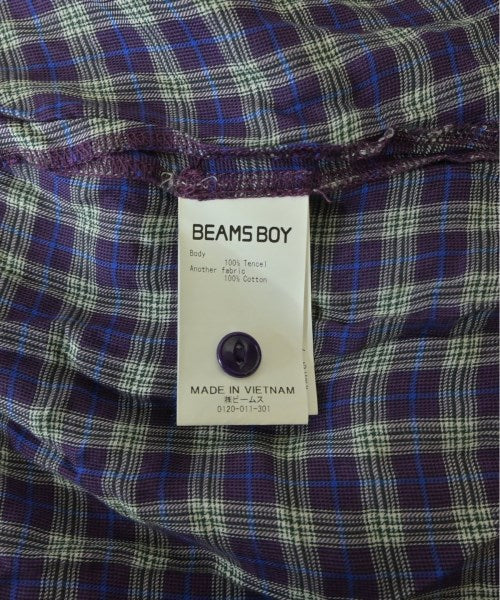 BEAMS BOY
Body
100% Tencel
Another fabric
100% Cotton
MADE IN VIETNAM
㈱ビームス
0120-011-301